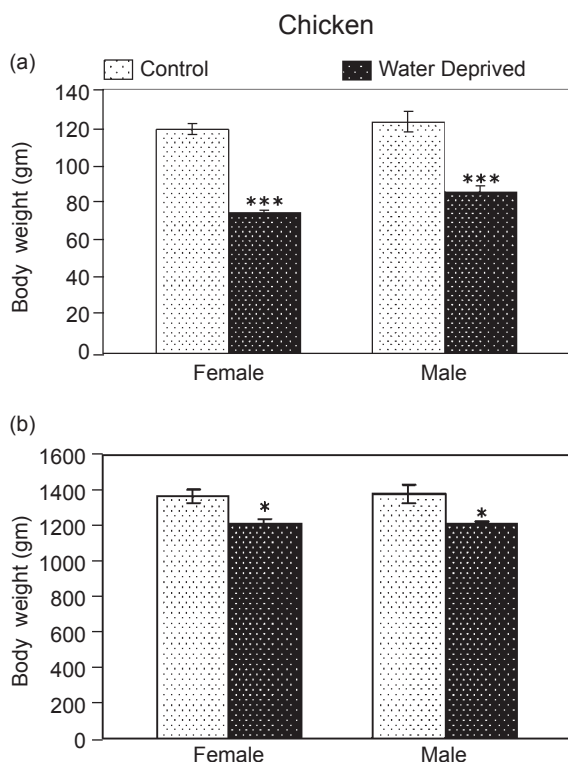 Chicken
(a)
Control Water Deprived
Body weight (gm)
140
120
100
80
60
40
20
0
***
***
Female Male
(b)
Body weight (gm)
1600
1400
1200
1000
800
600
400
200
0
*
*
Female Male